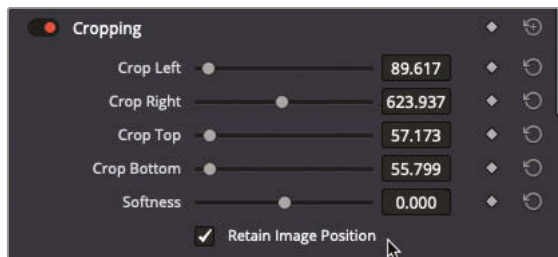 Cropping
Crop Left 89.617
Crop Right 623.937
Crop Top 57.173
Crop Bottom 55.799
Softness 0.000
Retain Image Position